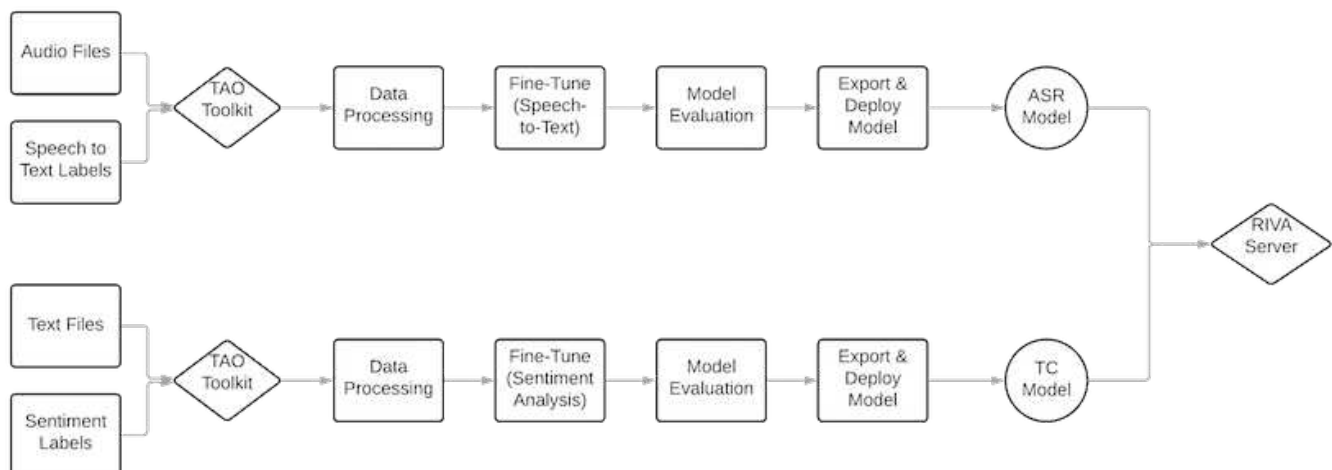 Audio Files
Speech to
Text Labels
TAO
Toolkit
Data
Processing
Fine-Tune
(Speech-
to-Text)
Model
Evaluation
Export &
Deploy
Model
ASR
Model
RIVA
Server
Text Files
Sentiment
Labels
TAO
Toolkit
Data
Processing
Fine-Tune
(Sentiment
Analysis)
Model
Evaluation
Export &
Deploy
Model
TC
Model